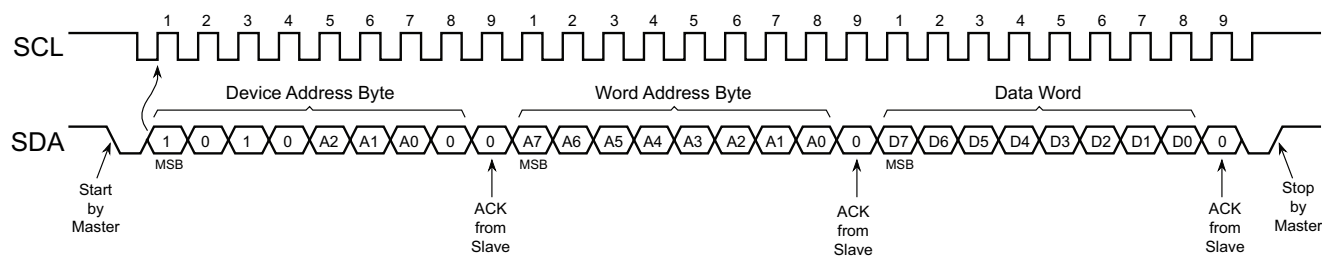 1 2 3 4 5 6 7 8 9 1 2 3 4 5 6 7 8 9 1 2 3 4 5 6 7 8 9
SCL
Device Address Byte Word Address Byte Data Word
SDA 1 0 1 0 A2 A1 A0 0 0 A7 A6 A5 A4 A3 A2 A1 A0 0 D7 D6 D5 D4 D3 D2 D1 D0 0
MSB MSB MSB
Start
by
Master
ACK
from
Slave
ACK
from
Slave
ACK
from
Slave
Stop
by
Master